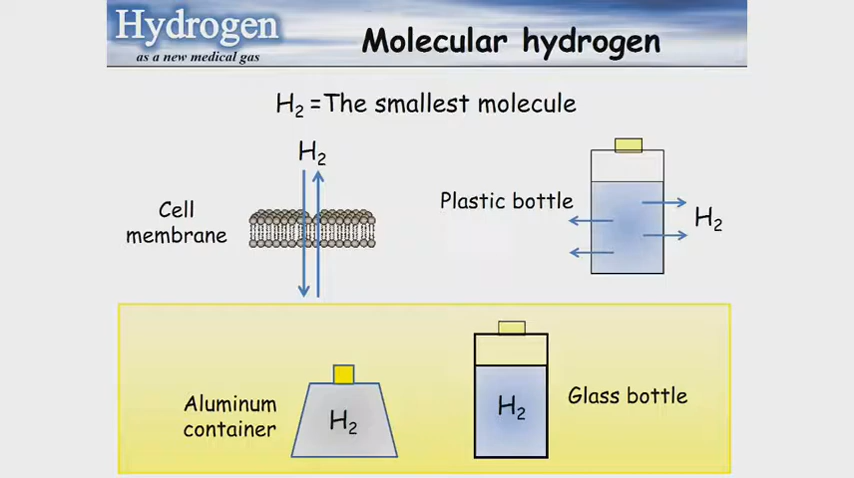 Hydrogen
as a new medical gas
Molecular hydrogen
H₂ =The smallest molecule
H₂
Cell
membrane
Plastic bottle
H₂
Aluminum
container
H₂
H₂
Glass bottle